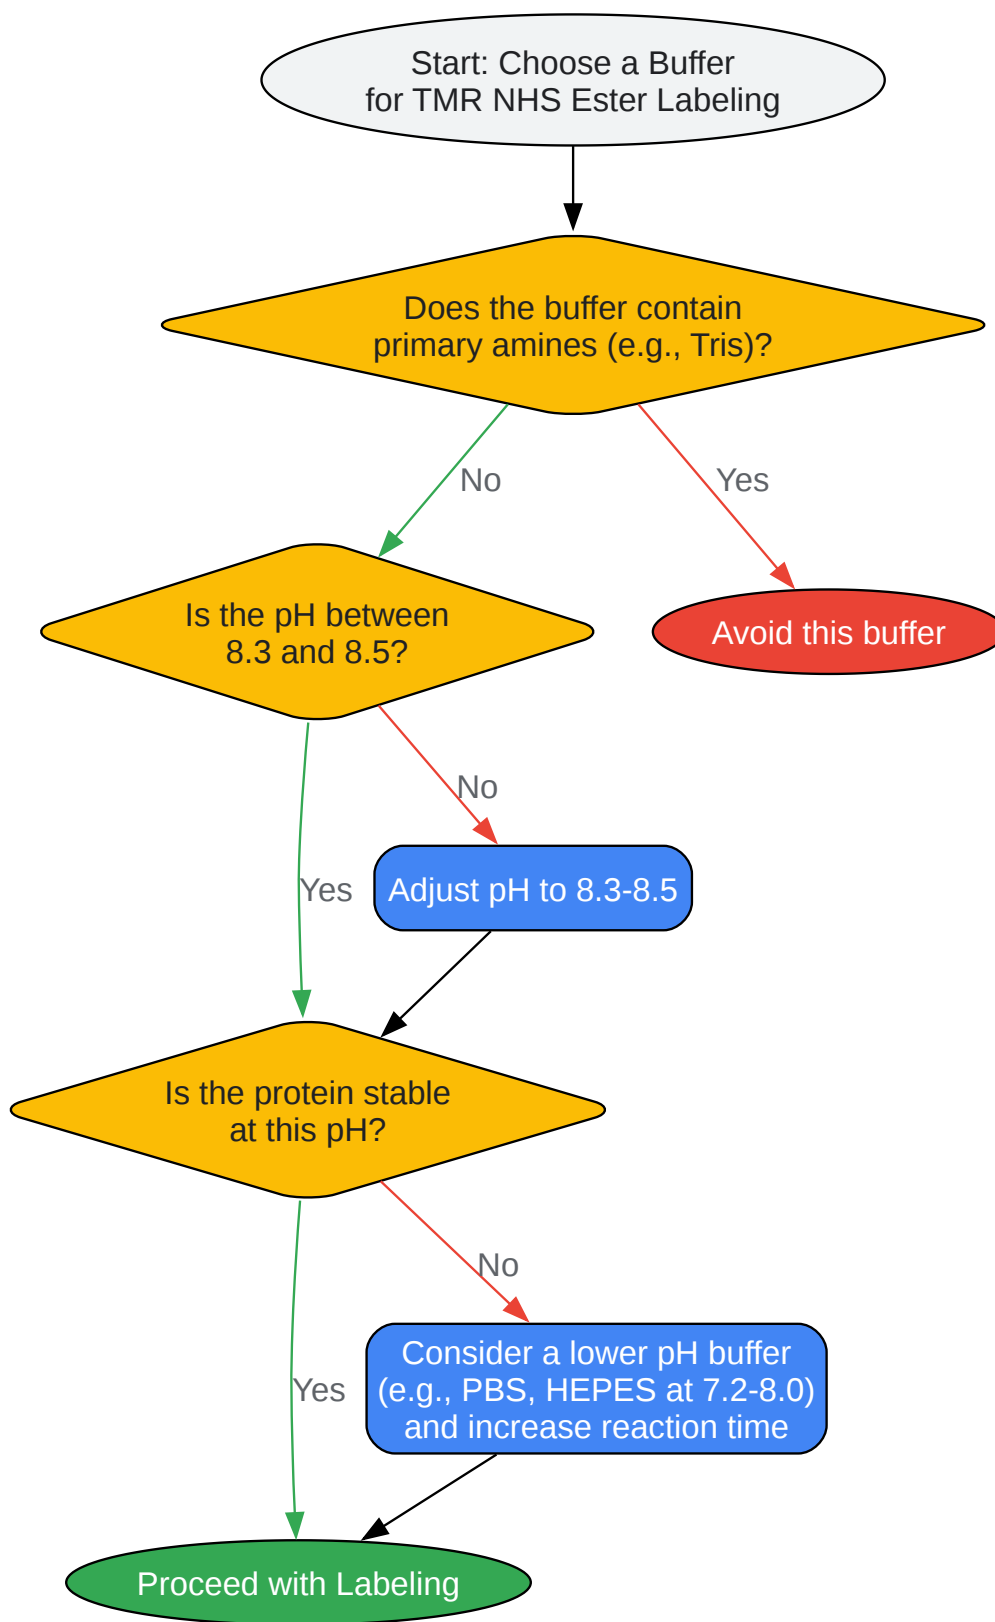 Start: Choose a Buffer
for TMR NHS Ester Labeling
Does the buffer contain
primary amines (e.g., Tris)?
No
Yes
Is the pH between
8.3 and 8.5?
Avoid this buffer
No
Yes
Adjust pH to 8.3-8.5
Is the protein stable
at this pH?
No
Yes
Consider a lower pH buffer
(e.g., PBS, HEPES at 7.2-8.0)
and increase reaction time
Proceed with Labeling